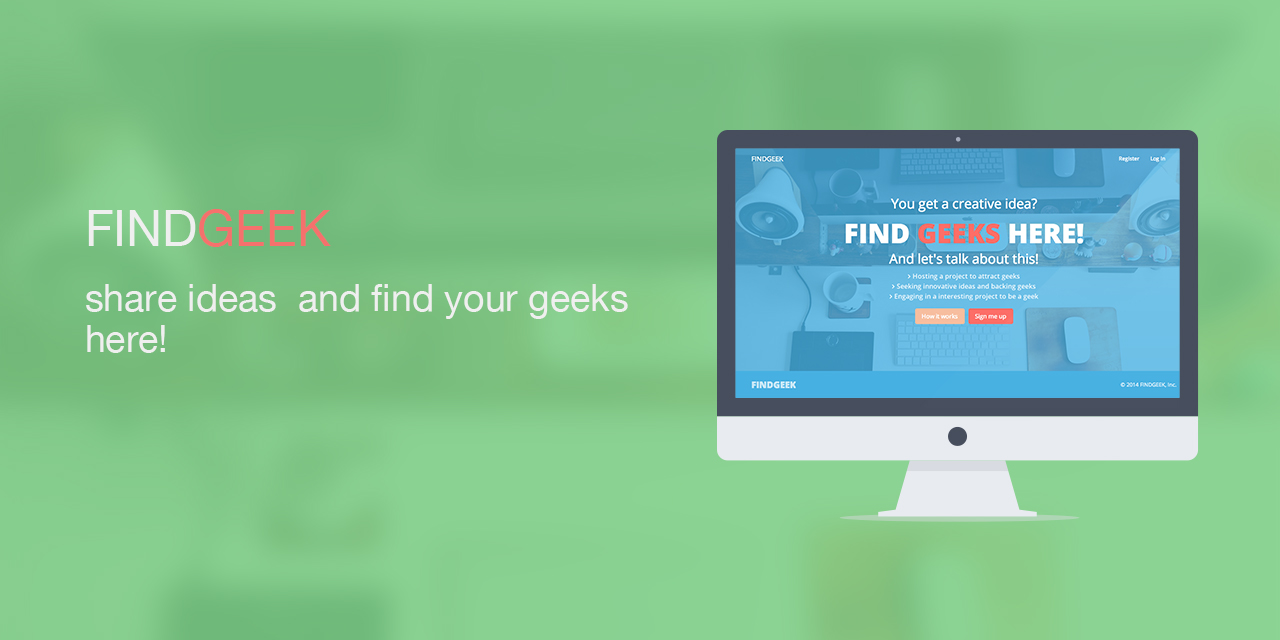 FINDGEEK
share ideas  and find your geeks
here!
FINDGEEK
Register
Log In
You get a creative idea?
FIND GEEKS HERE!
And let's talk about this!
› Hosting a project to attract geeks
› Seeking innovative ideas and backing geeks
› Engaging in a interesting project to be a geek
How it works
Sign me up
FINDGEEK
© 2014 FINDGEEK, Inc.